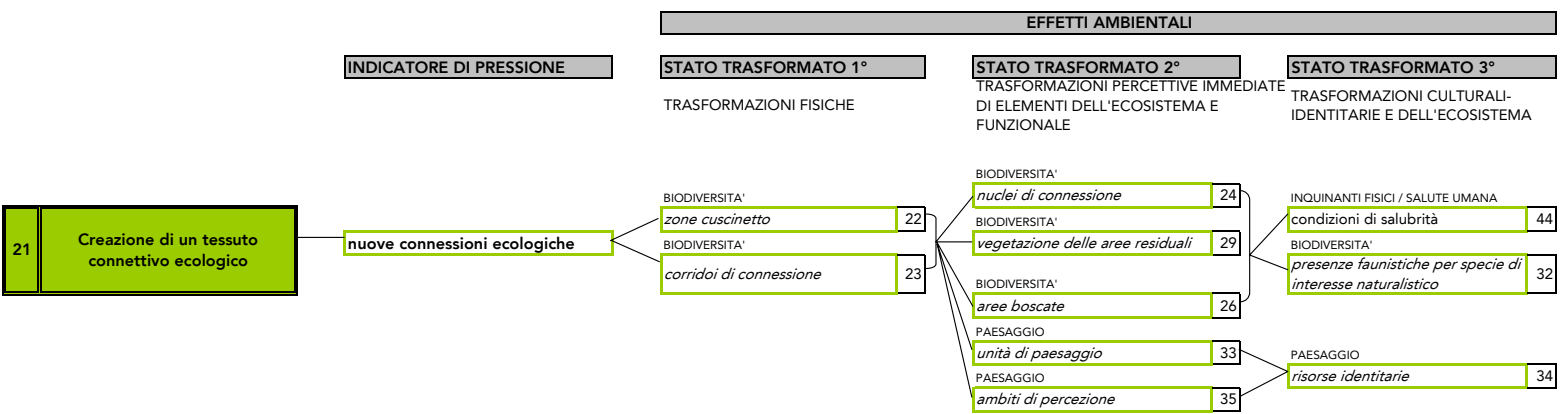 EFFETTI AMBIENTALI
INDICATORE DI PRESSIONE
STATO TRASFORMATO 1°
STATO TRASFORMATO 2°
STATO TRASFORMATO 3°
TRASFORMAZIONI FISICHE
TRASFORMAZIONI PERCETTIVE IMMEDIATE
DI ELEMENTI DELL'ECOSISTEMA E
FUNZIONALE
TRASFORMAZIONI CULTURALI-
IDENTITARIE E DELL'ECOSISTEMA
21
Creazione di un tessuto
connettivo ecologico
nuove connessioni ecologiche
BIODIVERSITA'
zone cuscinetto 22
BIODIVERSITA'
corridoi di connessione 23
BIODIVERSITA'
nuclei di connessione 24
BIODIVERSITA'
vegetazione delle aree residuali 29
BIODIVERSITA'
aree boscate 26
PAESAGGIO
unità di paesaggio 33
PAESAGGIO
ambiti di percezione 35
INQUINANTI FISICI / SALUTE UMANA
condizioni di salubrità 44
BIODIVERSITA'
presenze faunistiche per specie di
interesse naturalistico 32
PAESAGGIO
risorse identitarie 34